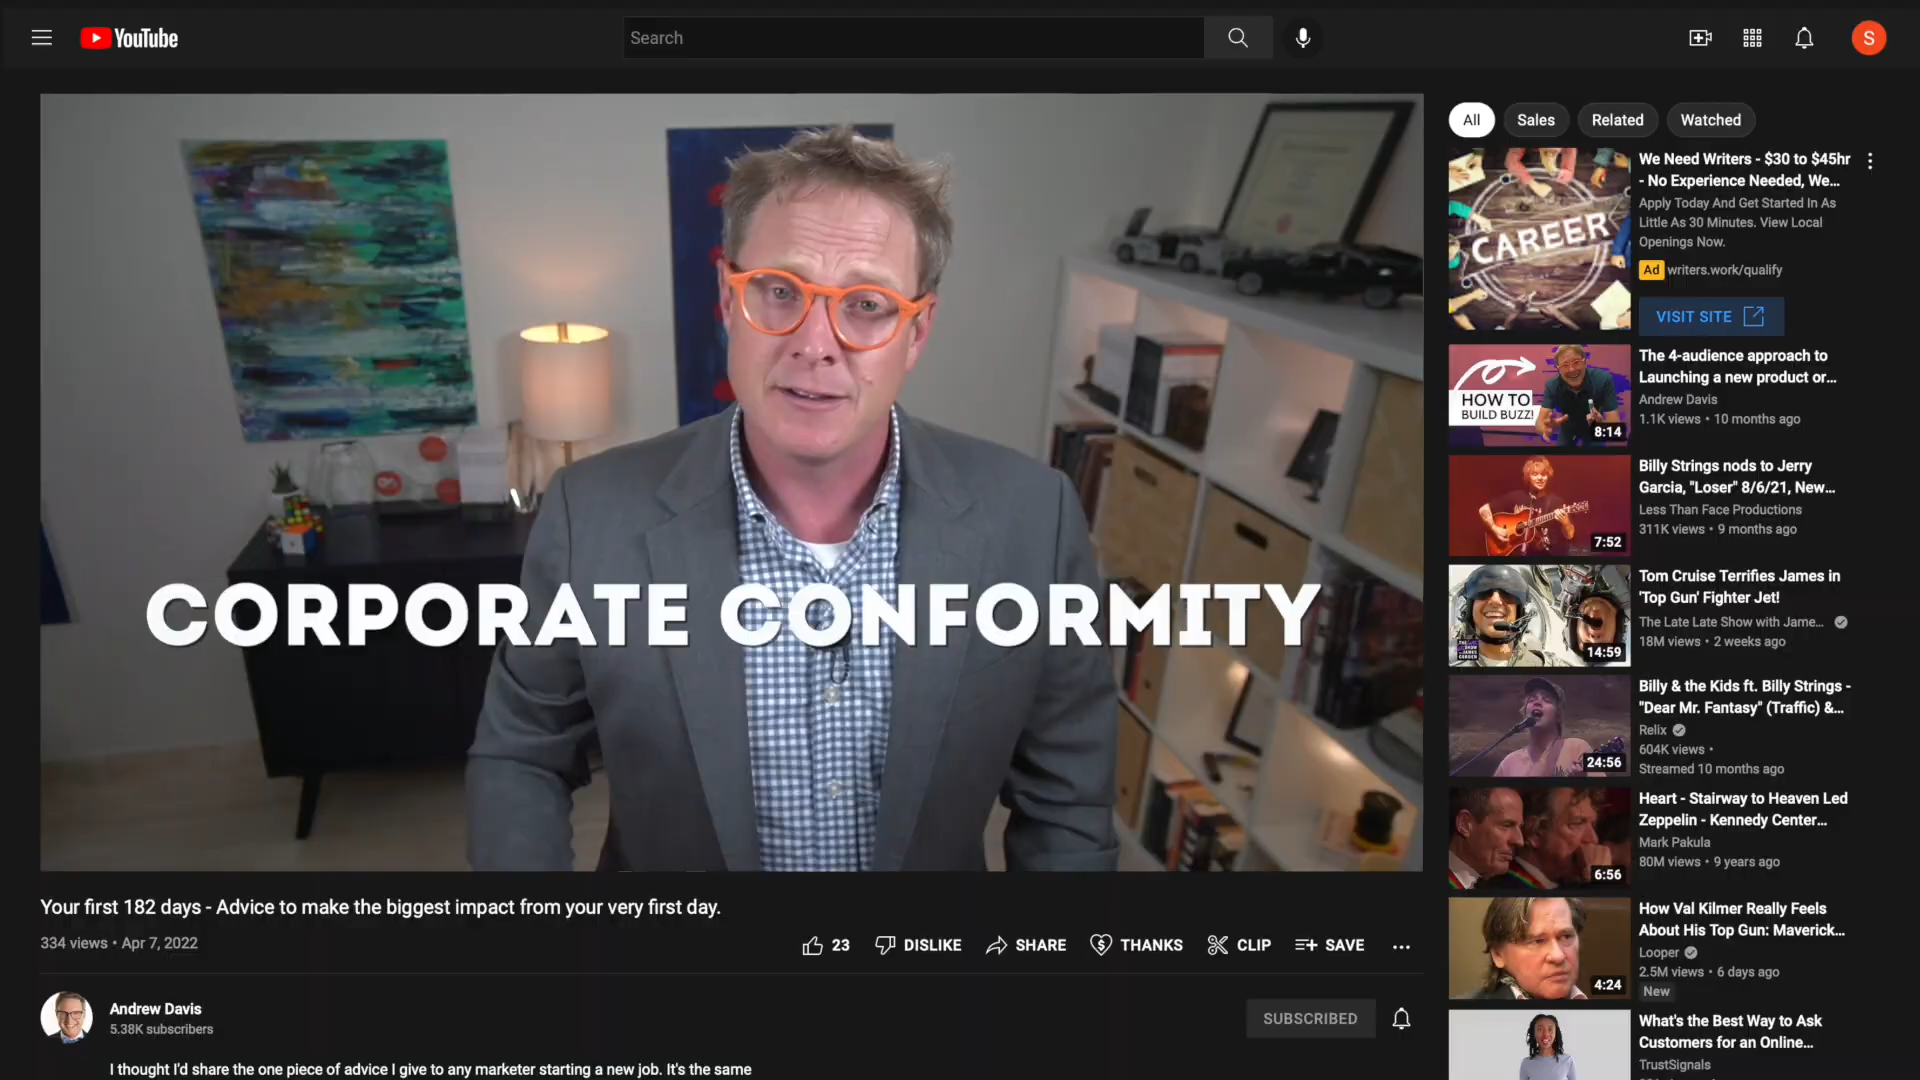 YouTube
Search
S
All
Sales
Related
Watched
CORPORATE CONFORMITY
Your first 182 days - Advice to make the biggest impact from your very first day.
334 views • Apr 7, 2022
23
DISLIKE
SHARE
THANKS
CLIP
SAVE
Andrew Davis
5.38K subscribers
SUBSCRIBED
I thought I'd share the one piece of advice I give to any marketer starting a new job. It's the same
CAREER
We Need Writers - $30 to $45hr
- No Experience Needed, We...
Apply Today And Get Started In As
Little As 30 Minutes. View Local
Openings Now.
Ad writers.work/qualify
VISIT SITE
HOW TO
BUILD BUZZ!
8:14
The 4-audience approach to
Launching a new product or...
Andrew Davis
1.1K views • 10 months ago
7:52
Billy Strings nods to Jerry
Garcia, "Loser" 8/6/21, New...
Less Than Face Productions
311K views • 9 months ago
14:59
Tom Cruise Terrifies James in
'Top Gun' Fighter Jet!
The Late Late Show with Jame...
18M views • 2 weeks ago
24:56
Billy & the Kids ft. Billy Strings -
"Dear Mr. Fantasy" (Traffic) &...
Relix
604K views •
Streamed 10 months ago
6:56
Heart - Stairway to Heaven Led
Zeppelin - Kennedy Center...
Mark Pakula
80M views • 9 years ago
4:24
How Val Kilmer Really Feels
About His Top Gun: Maverick...
Looper
2.5M views • 6 days ago
New
What's the Best Way to Ask
Customers for an Online...
TrustSignals